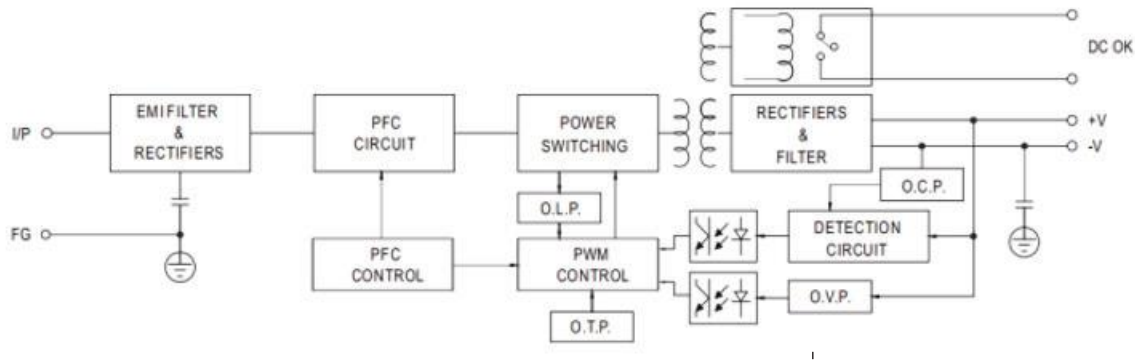 DC OK
I/P
EMI FILTER
&
RECTIFIERS
PFC
CIRCUIT
POWER
SWITCHING
RECTIFIERS
&
FILTER
+V
-V
O.L.P.
O.C.P.
FG
PFC
CONTROL
PWM
CONTROL
DETECTION
CIRCUIT
O.V.P.
O.T.P.